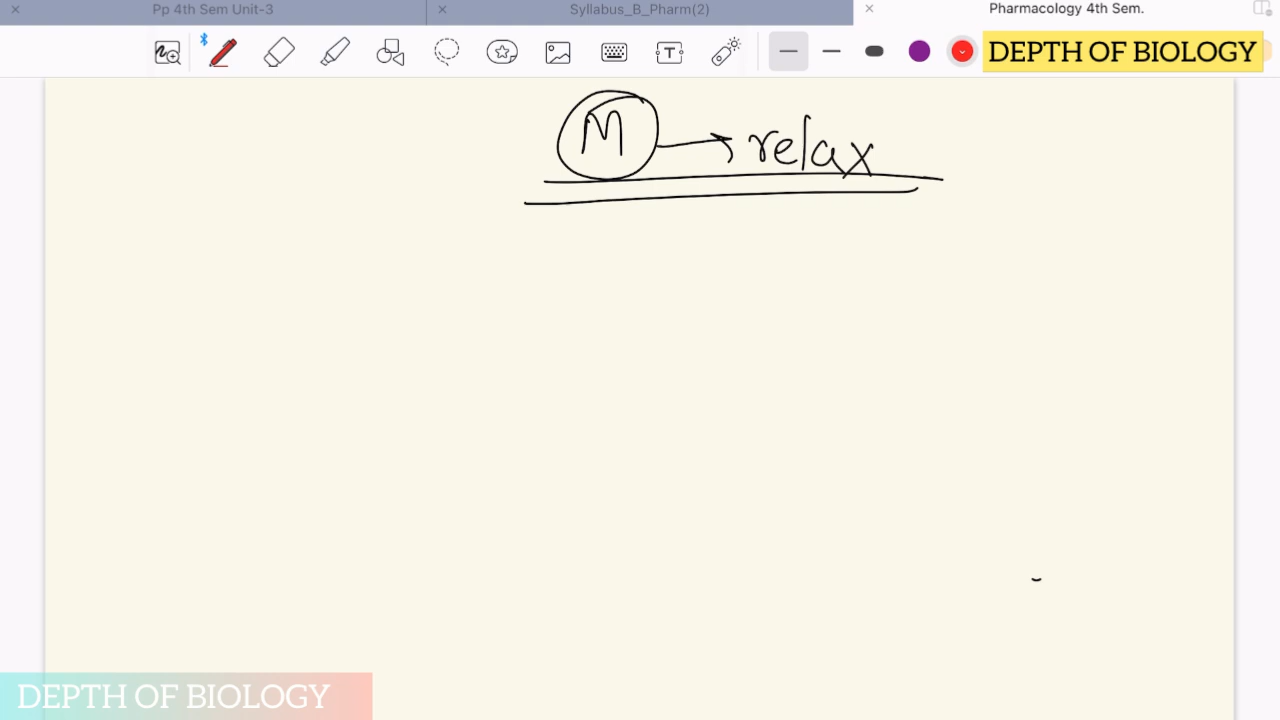 Pp 4th Sem Unit-3
Syllabus_B_Pharm(2)
Pharmacology 4th Sem.
T
DEPTH OF BIOLOGY
M → relax
DEPTH OF BIOLOGY